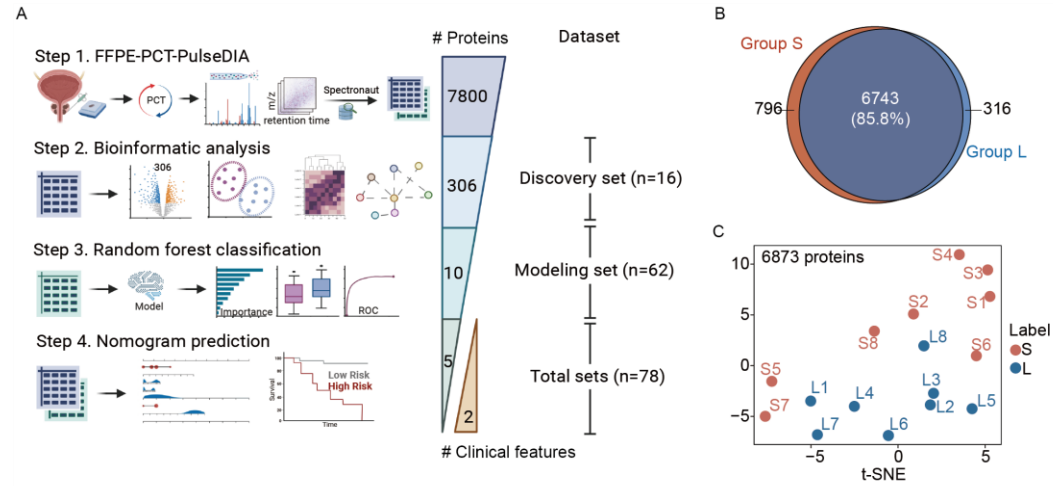 A
# Proteins
Dataset
Step 1. FFPE-PCT-PulseDIA
PCT
m/z
retention time
Spectronaut
7800
Step 2. Bioinformatic analysis
306
306
Discovery set (n=16)
Step 3. Random forest classification
Model
Importance
ROC
10
Modeling set (n=62)
Step 4. Nomogram prediction
Survival
Low Risk
High Risk
Time
5
2
Total sets (n=78)
# Clinical features
B
Group S
796
6743
(85.8%)
316
Group L
C
6873 proteins
10
5
0
−5
S4
S3
S1
S2
S8
L8
S6
S5
S7
L1
L4
L3
L2
L5
L7
L6
Label
S
L
−5
0
5
t-SNE